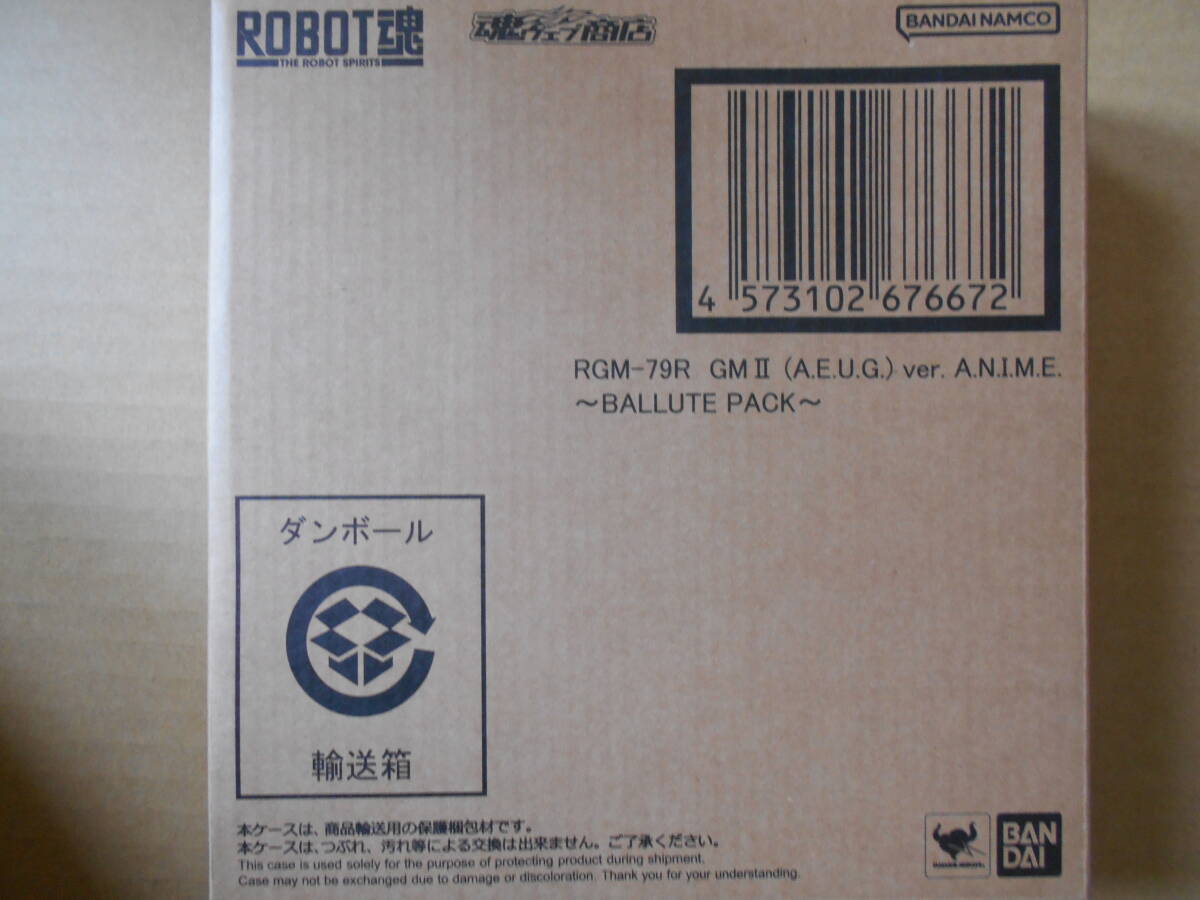 ROBOT魂
THE ROBOT SPIRITS
魂ウェブ商店
BANDAI NAMCO
4 573102 676672
RGM-79R GMⅡ (A.E.U.G.) ver. A.N.I.M.E.
～BALLUTE PACK～
ダンボール
輸送箱
本ケースは、商品輸送用の保護梱包材です。
本ケースは、つぶれ、汚れ等による交換は出来ません。ご了承ください。
This case is used solely for the purpose of protecting product during shipment.
Case may not be exchanged due to damage or discoloration. Thank you for your understanding.
BAN
DAI